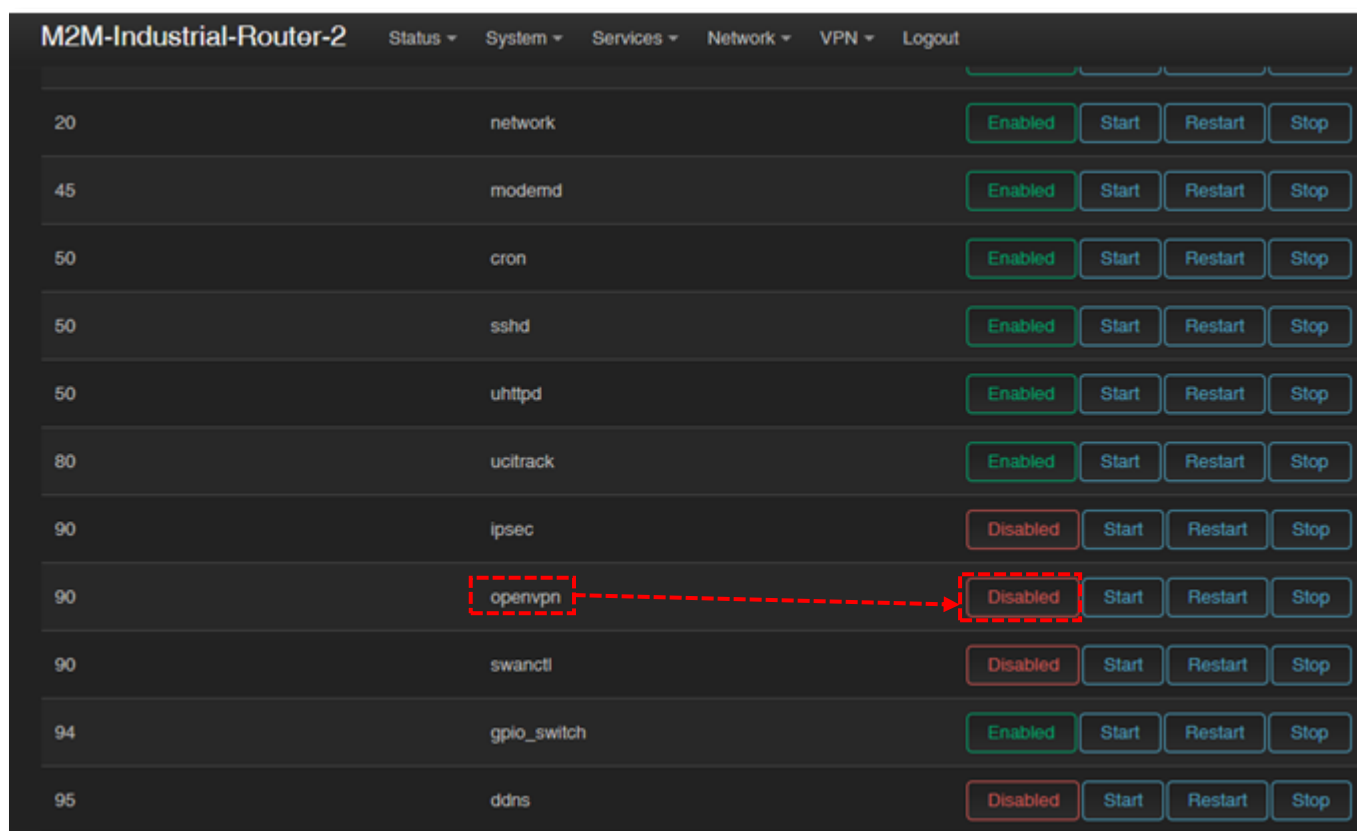 M2M-Industrial-Router-2 Status System Services Network VPN Logout
20 network Enabled Start Restart Stop
45 modemd Enabled Start Restart Stop
50 cron Enabled Start Restart Stop
50 sshd Enabled Start Restart Stop
50 uhttpd Enabled Start Restart Stop
80 ucitrack Enabled Start Restart Stop
90 ipsec Disabled Start Restart Stop
90 openvpn Disabled Start Restart Stop
90 swanctl Disabled Start Restart Stop
94 gpio_switch Enabled Start Restart Stop
95 ddns Disabled Start Restart Stop